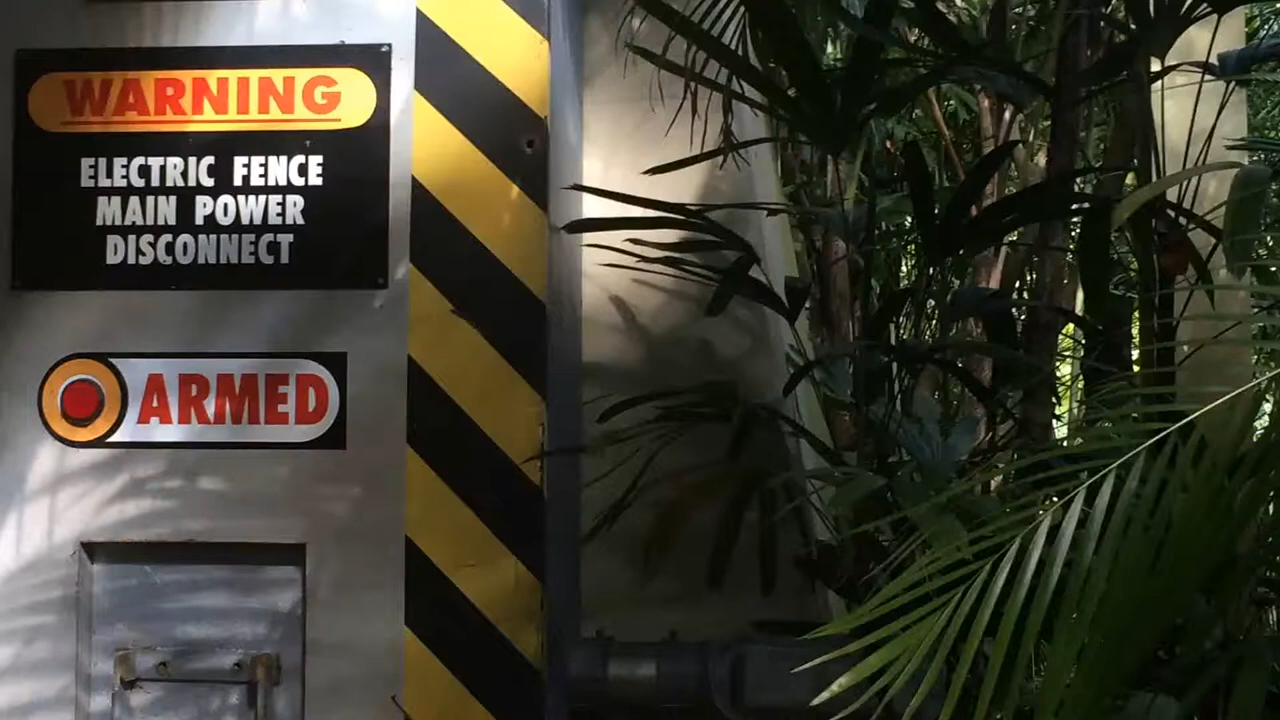 WARNING
ELECTRIC FENCE
MAIN POWER
DISCONNECT
ARMED